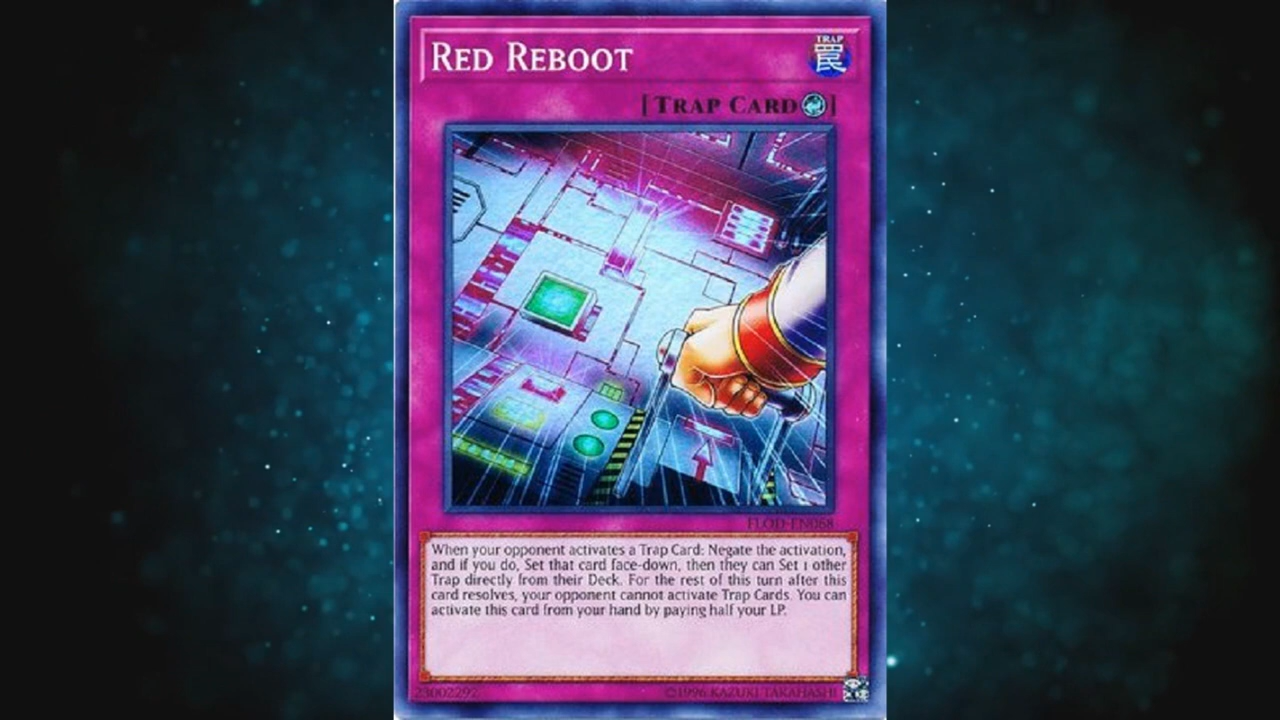 RED REBOOT
TRAP
罠
[TRAP CARD]
FLOD-EN068
When your opponent activates a Trap Card: Negate the activation,
and if you do, Set that card face-down, then they can Set 1 other
Trap directly from their Deck. For the rest of this turn after this
card resolves, your opponent cannot activate Trap Cards. You can
activate this card from your hand by paying half your LP.
23002292
©1996 KAZUKI TAKAHASHI